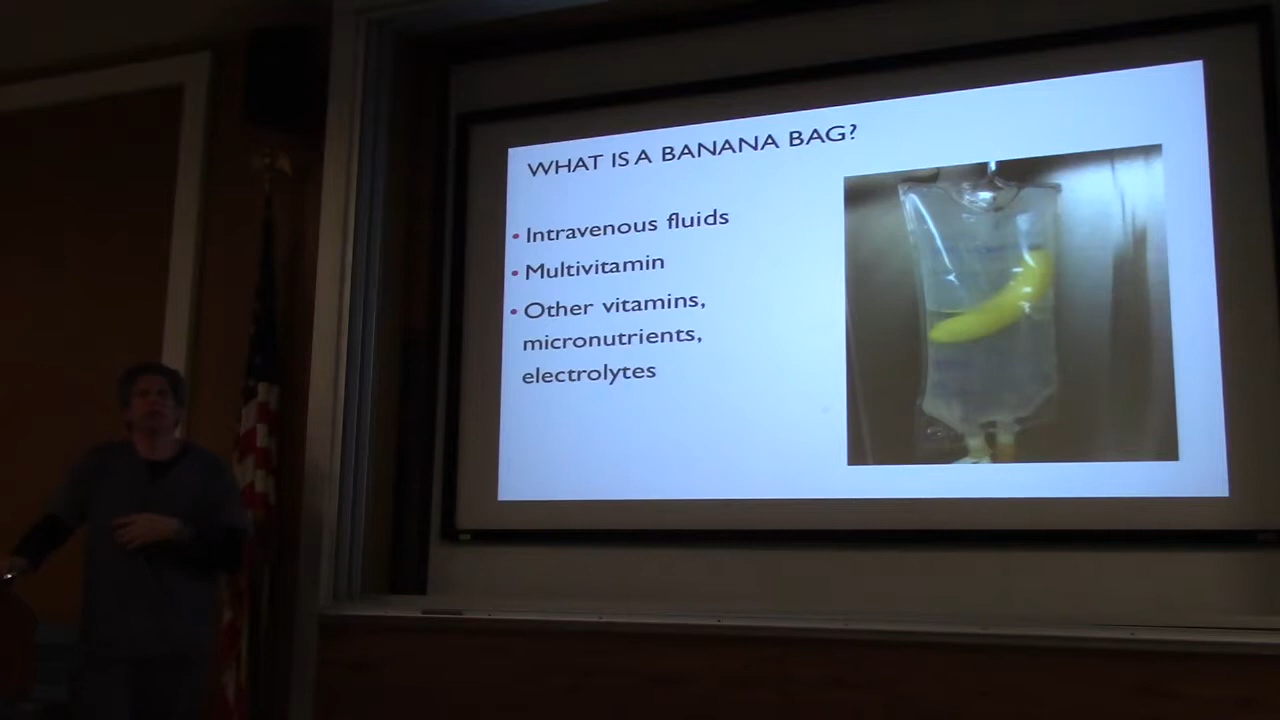 WHAT IS A BANANA BAG?
• Intravenous fluids
• Multivitamin
• Other vitamins,
micronutrients,
electrolytes